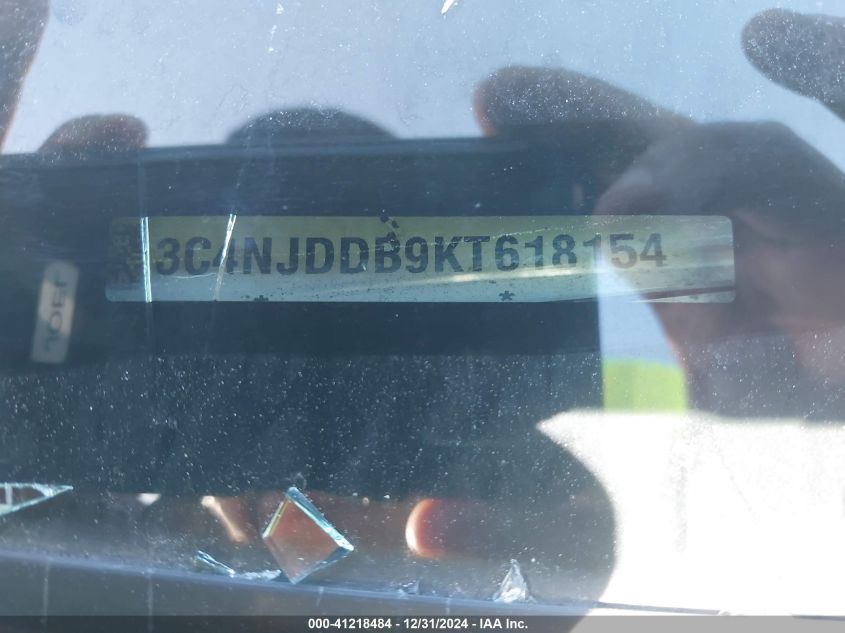 3C4NJDDB9KT618154
* *
000-41218484 - 12/31/2024 - IAA Inc.